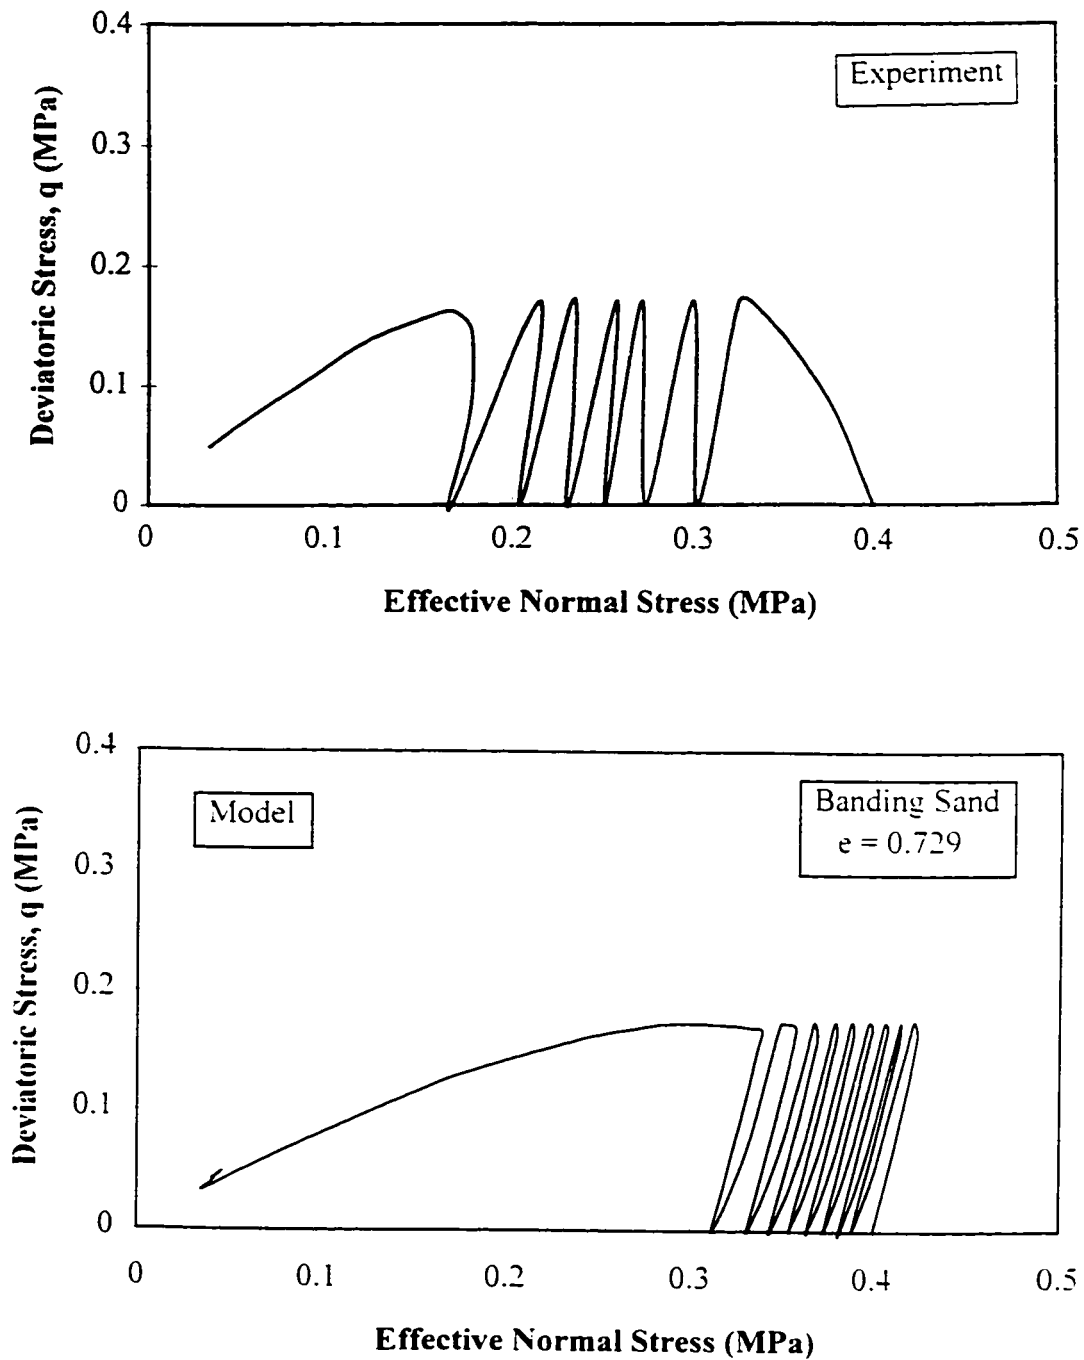 0.4
Experiment
0.3
0.2
0.1
0
Deviatoric Stress, q (MPa)
0 0.1 0.2 0.3 0.4 0.5
Effective Normal Stress (MPa)
0.4
Model
Banding Sand
e = 0.729
0.3
0.2
0.1
0
Deviatoric Stress, q (MPa)
0 0.1 0.2 0.3 0.4 0.5
Effective Normal Stress (MPa)